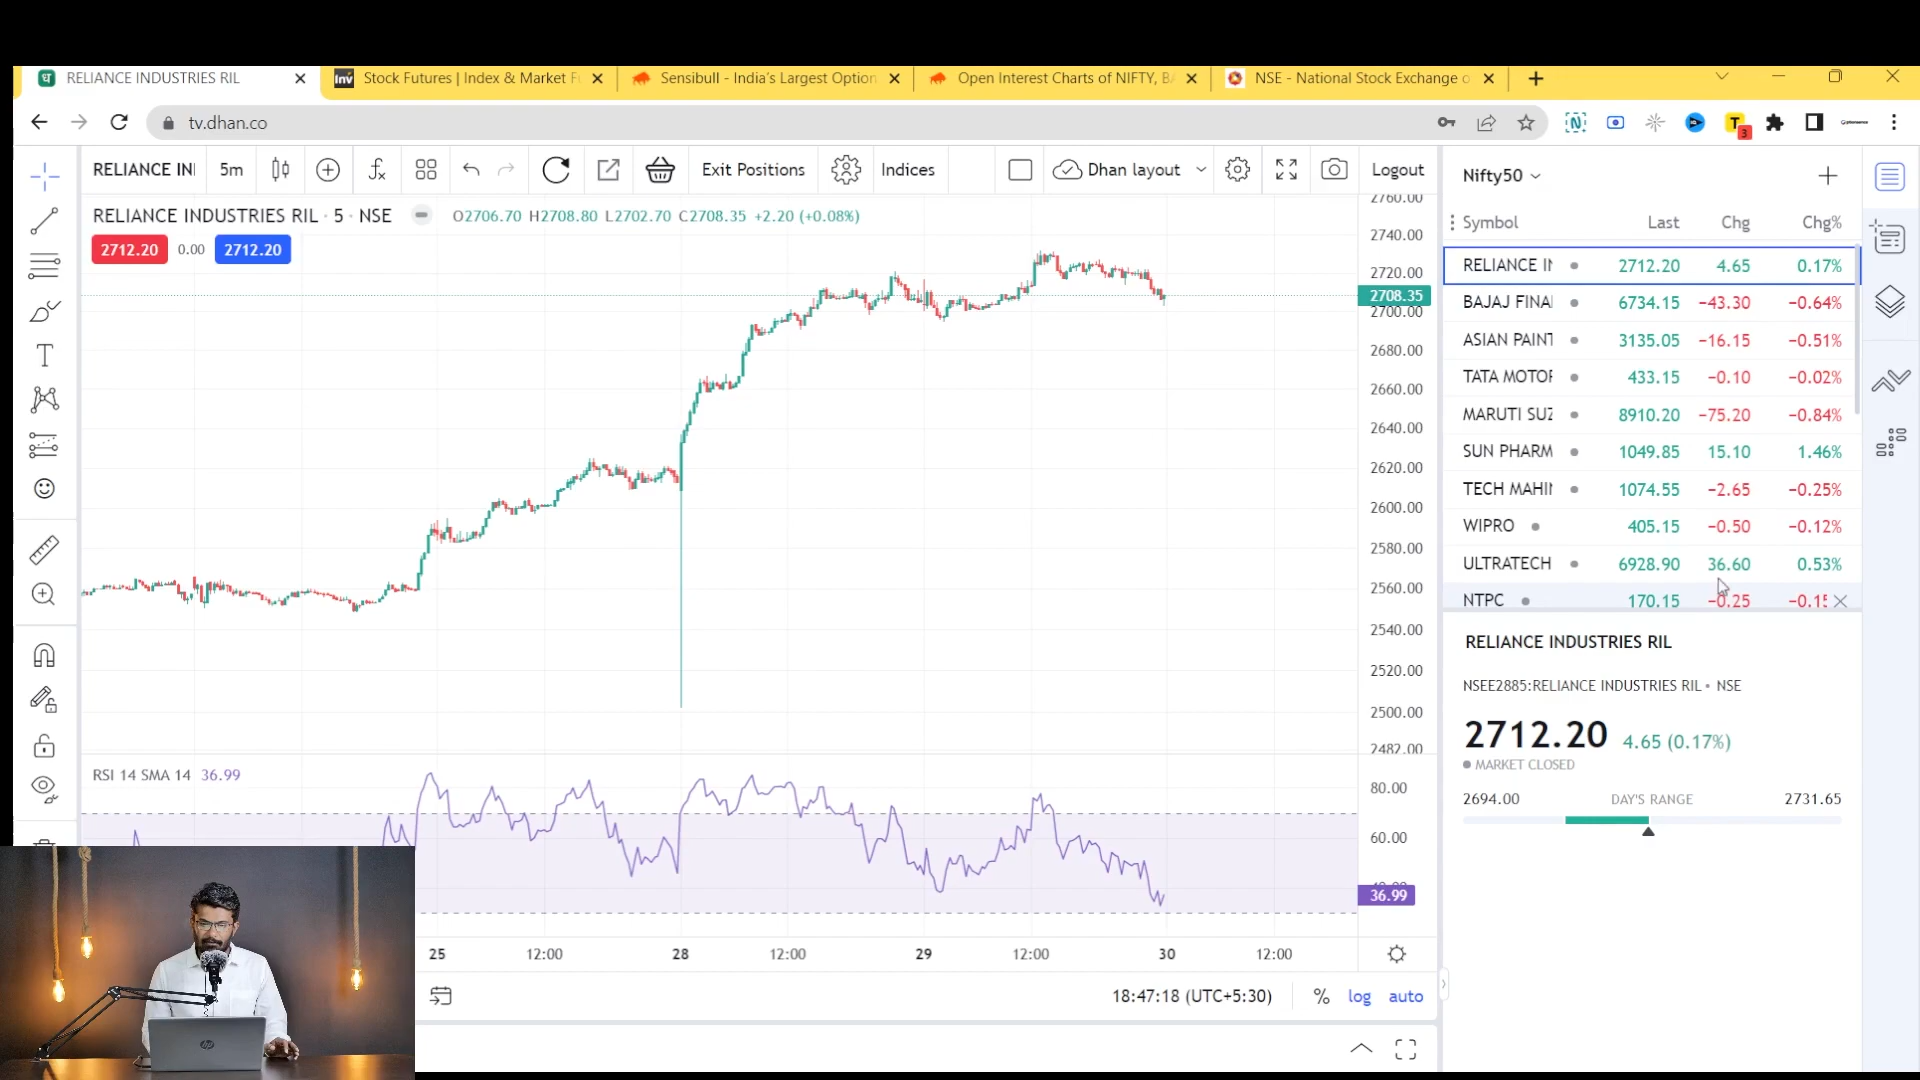 RELIANCE INDUSTRIES RIL
Stock Futures | Index & Market F
Sensibull - India's Largest Option
Open Interest Charts of NIFTY, BA
NSE - National Stock Exchange o
tv.dhan.co
T
3
RELIANCE IN
5m
Exit Positions
Indices
Dhan layout
Logout
RELIANCE INDUSTRIES RIL · 5 · NSE
O2706.70 H2708.80 L2702.70 C2708.35 +2.20 (+0.08%)
2712.20 0.00 2712.20
2760.00
2740.00
2720.00
2708.35
2700.00
2680.00
2660.00
2640.00
2620.00
2600.00
2580.00
2560.00
2540.00
2520.00
2500.00
2482.00
RSI 14 SMA 14 36.99
80.00
60.00
36.99
25 12:00 28 12:00 29 12:00 30 12:00
18:47:18 (UTC+5:30) % log auto
Nifty50
Symbol Last Chg Chg%
RELIANCE IN 2712.20 4.65 0.17%
BAJAJ FINA 6734.15 −43.30 −0.64%
ASIAN PAINT 3135.05 −16.15 −0.51%
TATA MOTOR 433.15 −0.10 −0.02%
MARUTI SUZ 8910.20 −75.20 −0.84%
SUN PHARM 1049.85 15.10 1.46%
TECH MAHI 1074.55 −2.65 −0.25%
WIPRO 405.15 −0.50 −0.12%
ULTRATECH 6928.90 36.60 0.53%
NTPC 170.15 −0.25 −0.15
RELIANCE INDUSTRIES RIL
NSEE2885:RELIANCE INDUSTRIES RIL • NSE
2712.20 4.65 (0.17%)
MARKET CLOSED
2694.00 DAY'S RANGE 2731.65
hp